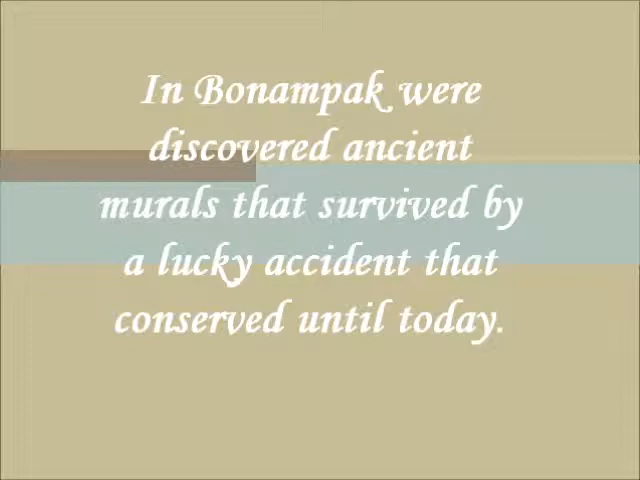 In Bonampak were
discovered ancient
murals that survived by
a lucky accident that
conserved until today.